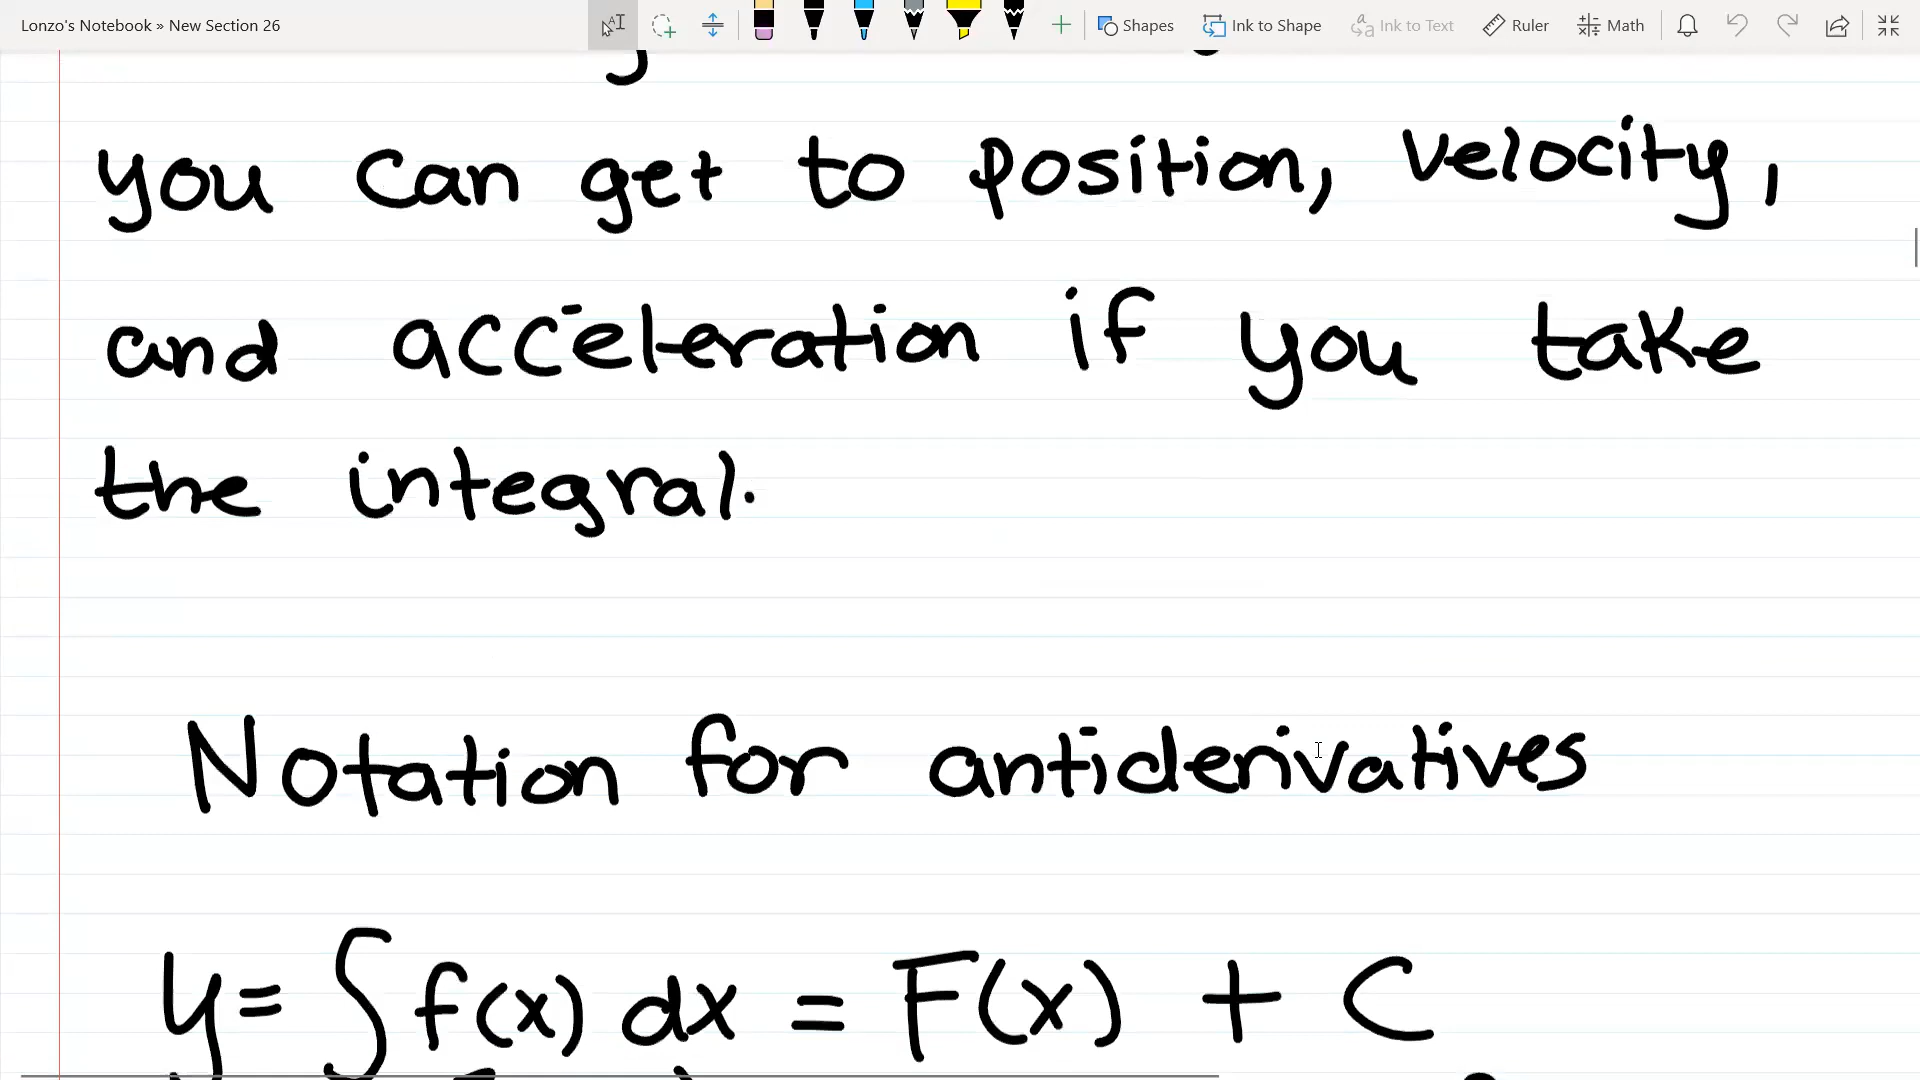 Lonzo's Notebook » New Section 26
Shapes Ink to Shape Ink to Text Ruler Math
you can get to position, velocity,
and acceleration if you take
the integral.
Notation for antiderivatives
y = ∫ f(x) dx = F(x) + C